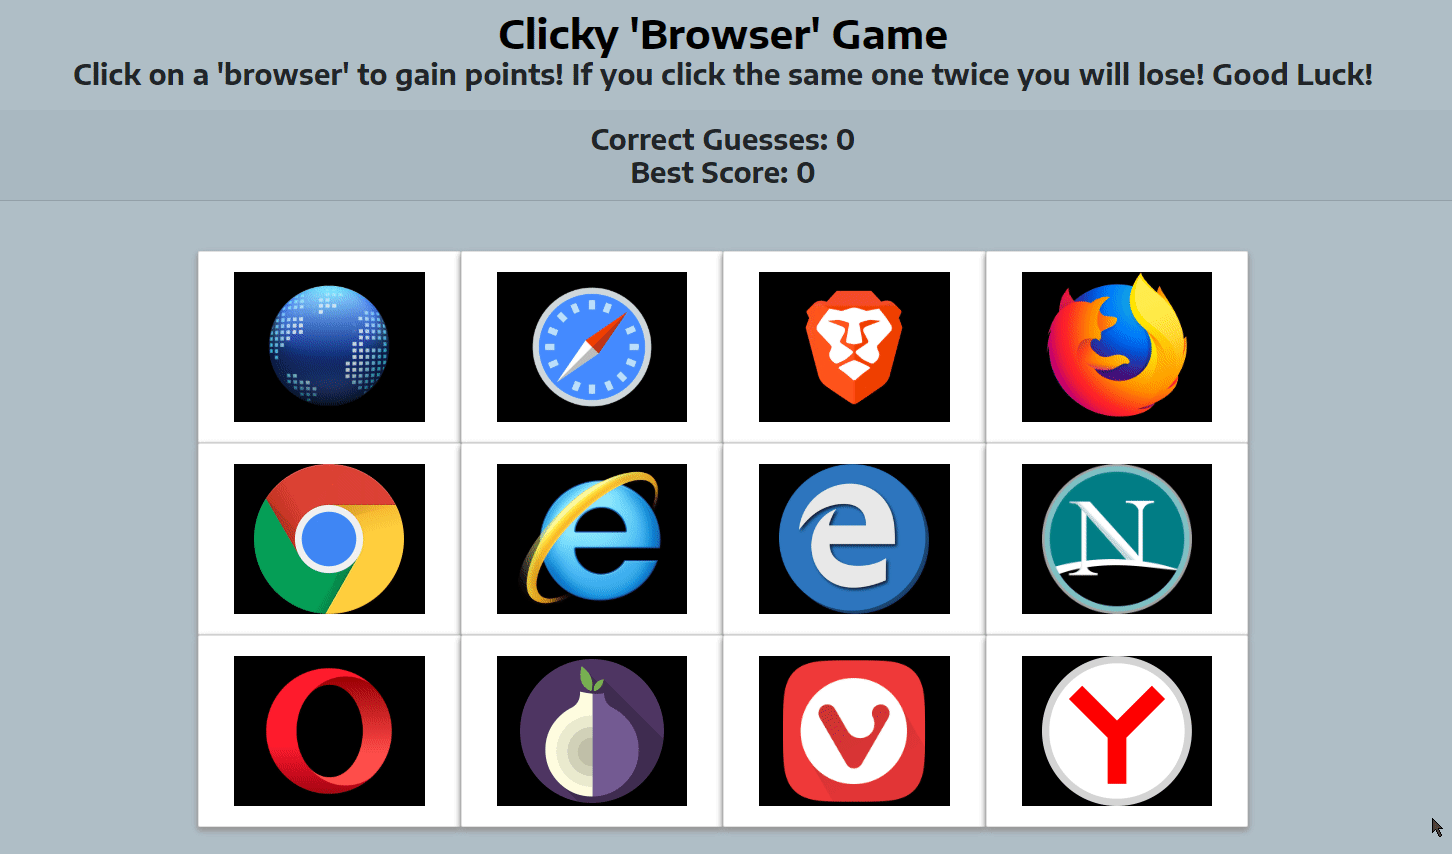 Clicky 'Browser' Game
Click on a 'browser' to gain points! If you click the same one twice you will lose! Good Luck!
Correct Guesses: 0
Best Score: 0
N